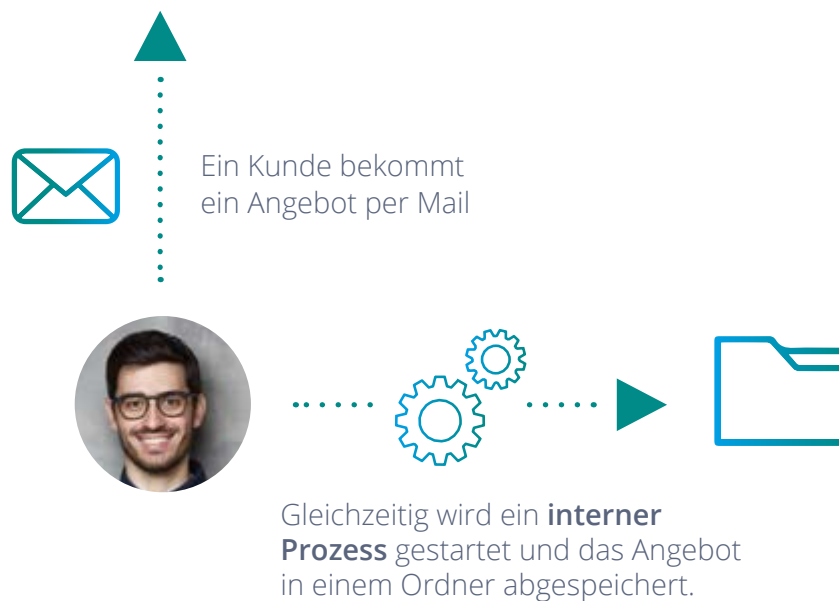 Ein Kunde bekommt
ein Angebot per Mail
Gleichzeitig wird ein interner
Prozess gestartet und das Angebot
in einem Ordner abgespeichert.